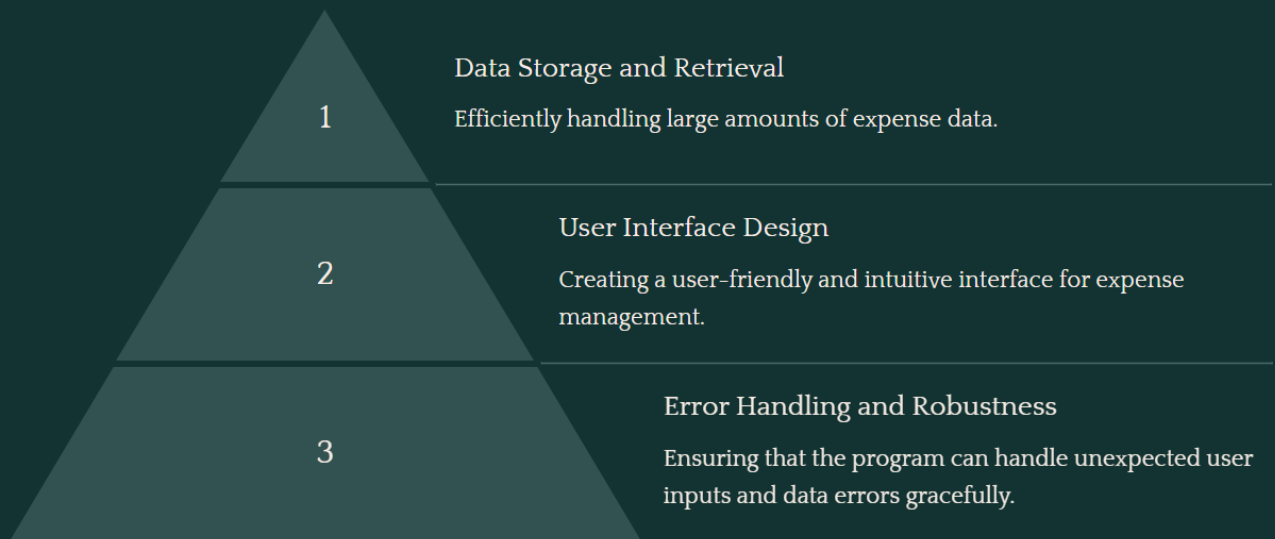 1
Data Storage and Retrieval
Efficiently handling large amounts of expense data.
2
User Interface Design
Creating a user-friendly and intuitive interface for expense
management.
3
Error Handling and Robustness
Ensuring that the program can handle unexpected user
inputs and data errors gracefully.